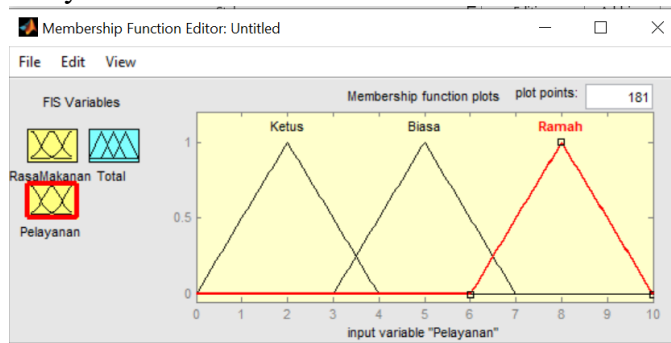 Membership Function Editor: Untitled
File Edit View
FIS Variables
RasaMakanan Total
Pelayanan
Membership function plots plot points: 181
Ketus Biasa Ramah
1
0.5
0
0 1 2 3 4 5 6 7 8 9 10
input variable "Pelayanan"